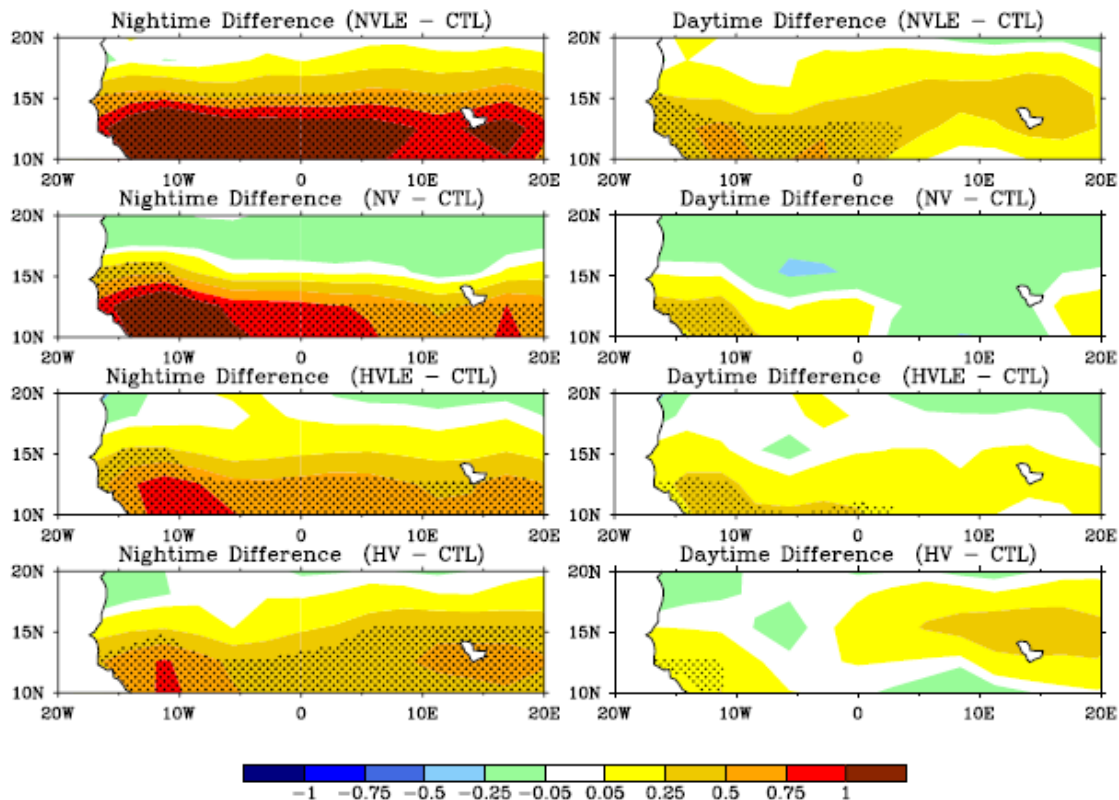 Nightime Difference (NVLE - CTL) Daytime Difference (NVLE - CTL)
20N 20N
15N 15N
10N 10N
20W 10W 0 10E 20E 20W 10W 0 10E 20E
Nightime Difference (NV - CTL) Daytime Difference (NV - CTL)
20N 20N
15N 15N
10N 10N
20W 10W 0 10E 20E 20W 10W 0 10E 20E
Nightime Difference (HVLE - CTL) Daytime Difference (HVLE - CTL)
20N 20N
15N 15N
10N 10N
20W 10W 0 10E 20E 20W 10W 0 10E 20E
Nightime Difference (HV - CTL) Daytime Difference (HV - CTL)
20N 20N
15N 15N
10N 10N
20W 10W 0 10E 20E 20W 10W 0 10E 20E
-1 -0.75 -0.5 -0.25 -0.05 0.05 0.25 0.5 0.75 1